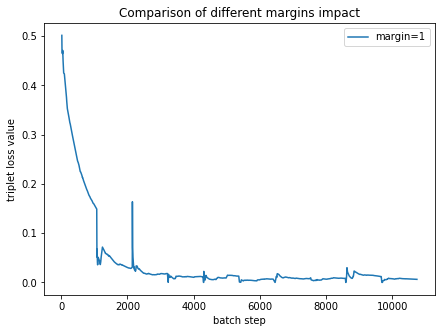 Comparison of different margins impact
margin=1
triplet loss value
0.5
0.4
0.3
0.2
0.1
0.0
0 2000 4000 6000 8000 10000
batch step